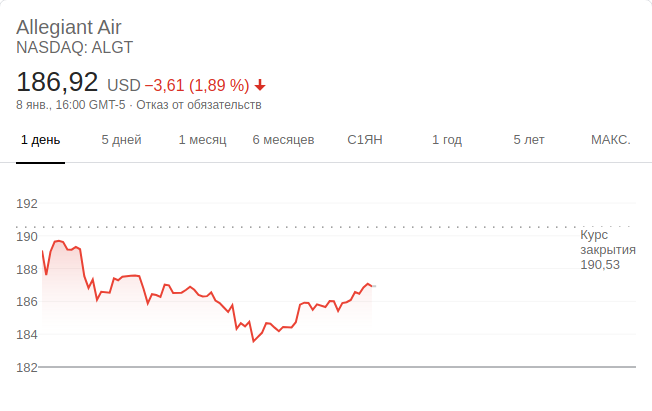 Allegiant Air
NASDAQ: ALGT
186,92 USD −3,61 (1,89 %)
8 янв., 16:00 GMT-5 · Отказ от обязательств
1 день 5 дней 1 месяц 6 месяцев С1ЯН 1 год 5 лет МАКС.
192
190
188
186
184
182
Курс
закрытия
190,53